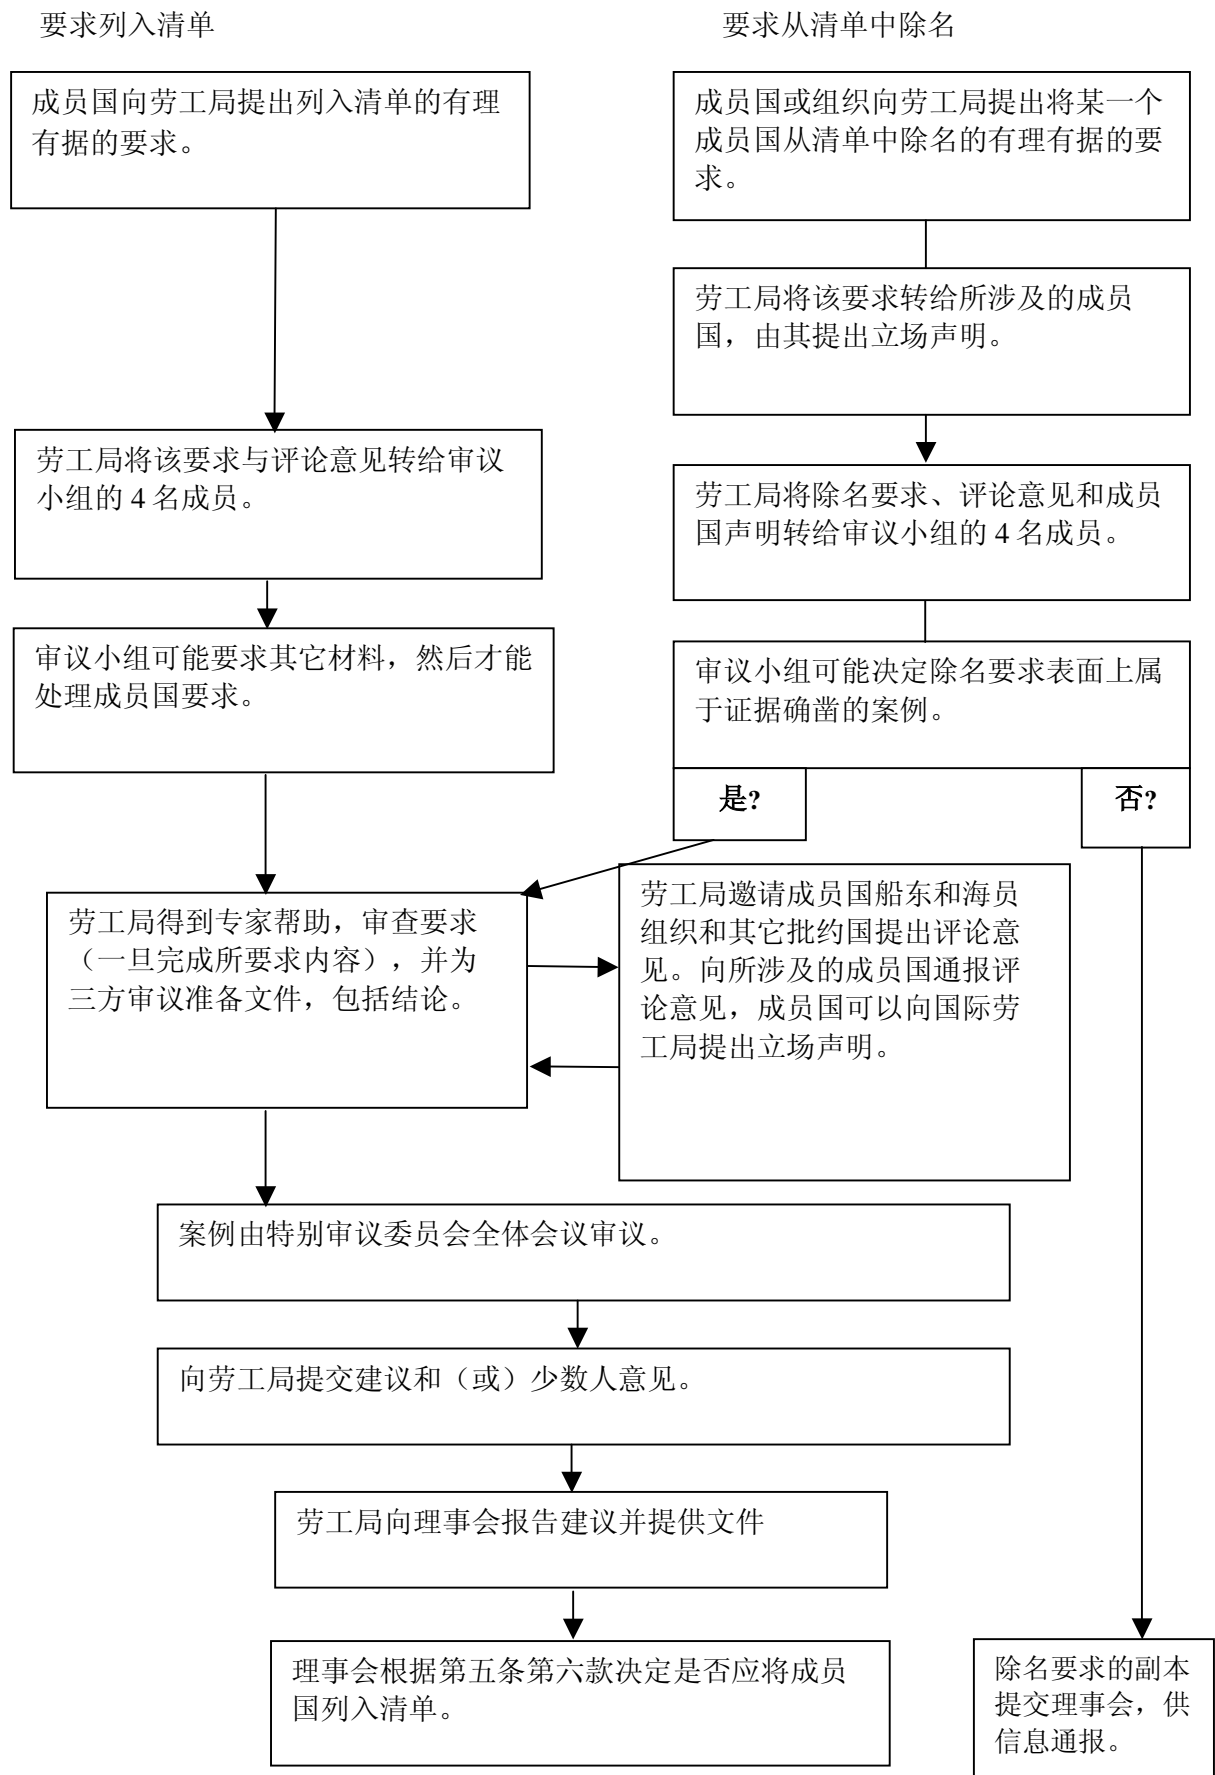 要求列入清单
要求从清单中除名
成员国向劳工局提出列入清单的有理
有据的要求。
成员国或组织向劳工局提出将某一个
成员国从清单中除名的有理有据的要
求。
劳工局将该要求转给所涉及的成员
国，由其提出立场声明。
劳工局将该要求与评论意见转给审议
小组的 4 名成员。
劳工局将除名要求、评论意见和成员
国声明转给审议小组的 4 名成员。
审议小组可能要求其它材料，然后才能
处理成员国要求。
审议小组可能决定除名要求表面上属
于证据确凿的案例。
是?
否?
劳工局得到专家帮助，审查要求
（一旦完成所要求内容），并为
三方审议准备文件，包括结论。
劳工局邀请成员国船东和海员
组织和其它批约国提出评论意
见。向所涉及的成员国通报评
论意见，成员国可以向国际劳
工局提出立场声明。
案例由特别审议委员会全体会议审议。
向劳工局提交建议和（或）少数人意见。
劳工局向理事会报告建议并提供文件
理事会根据第五条第六款决定是否应将成员
国列入清单。
除名要求的副本
提交理事会，供
信息通报。